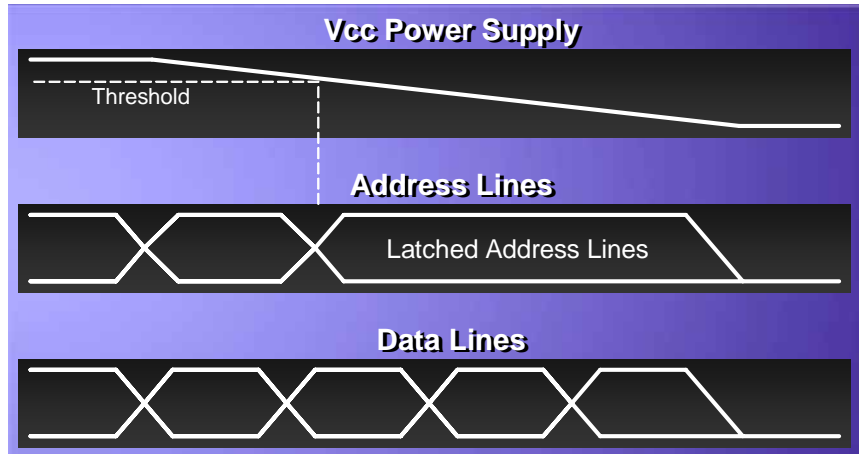 Vcc Power Supply
Threshold
Address Lines
Latched Address Lines
Data Lines